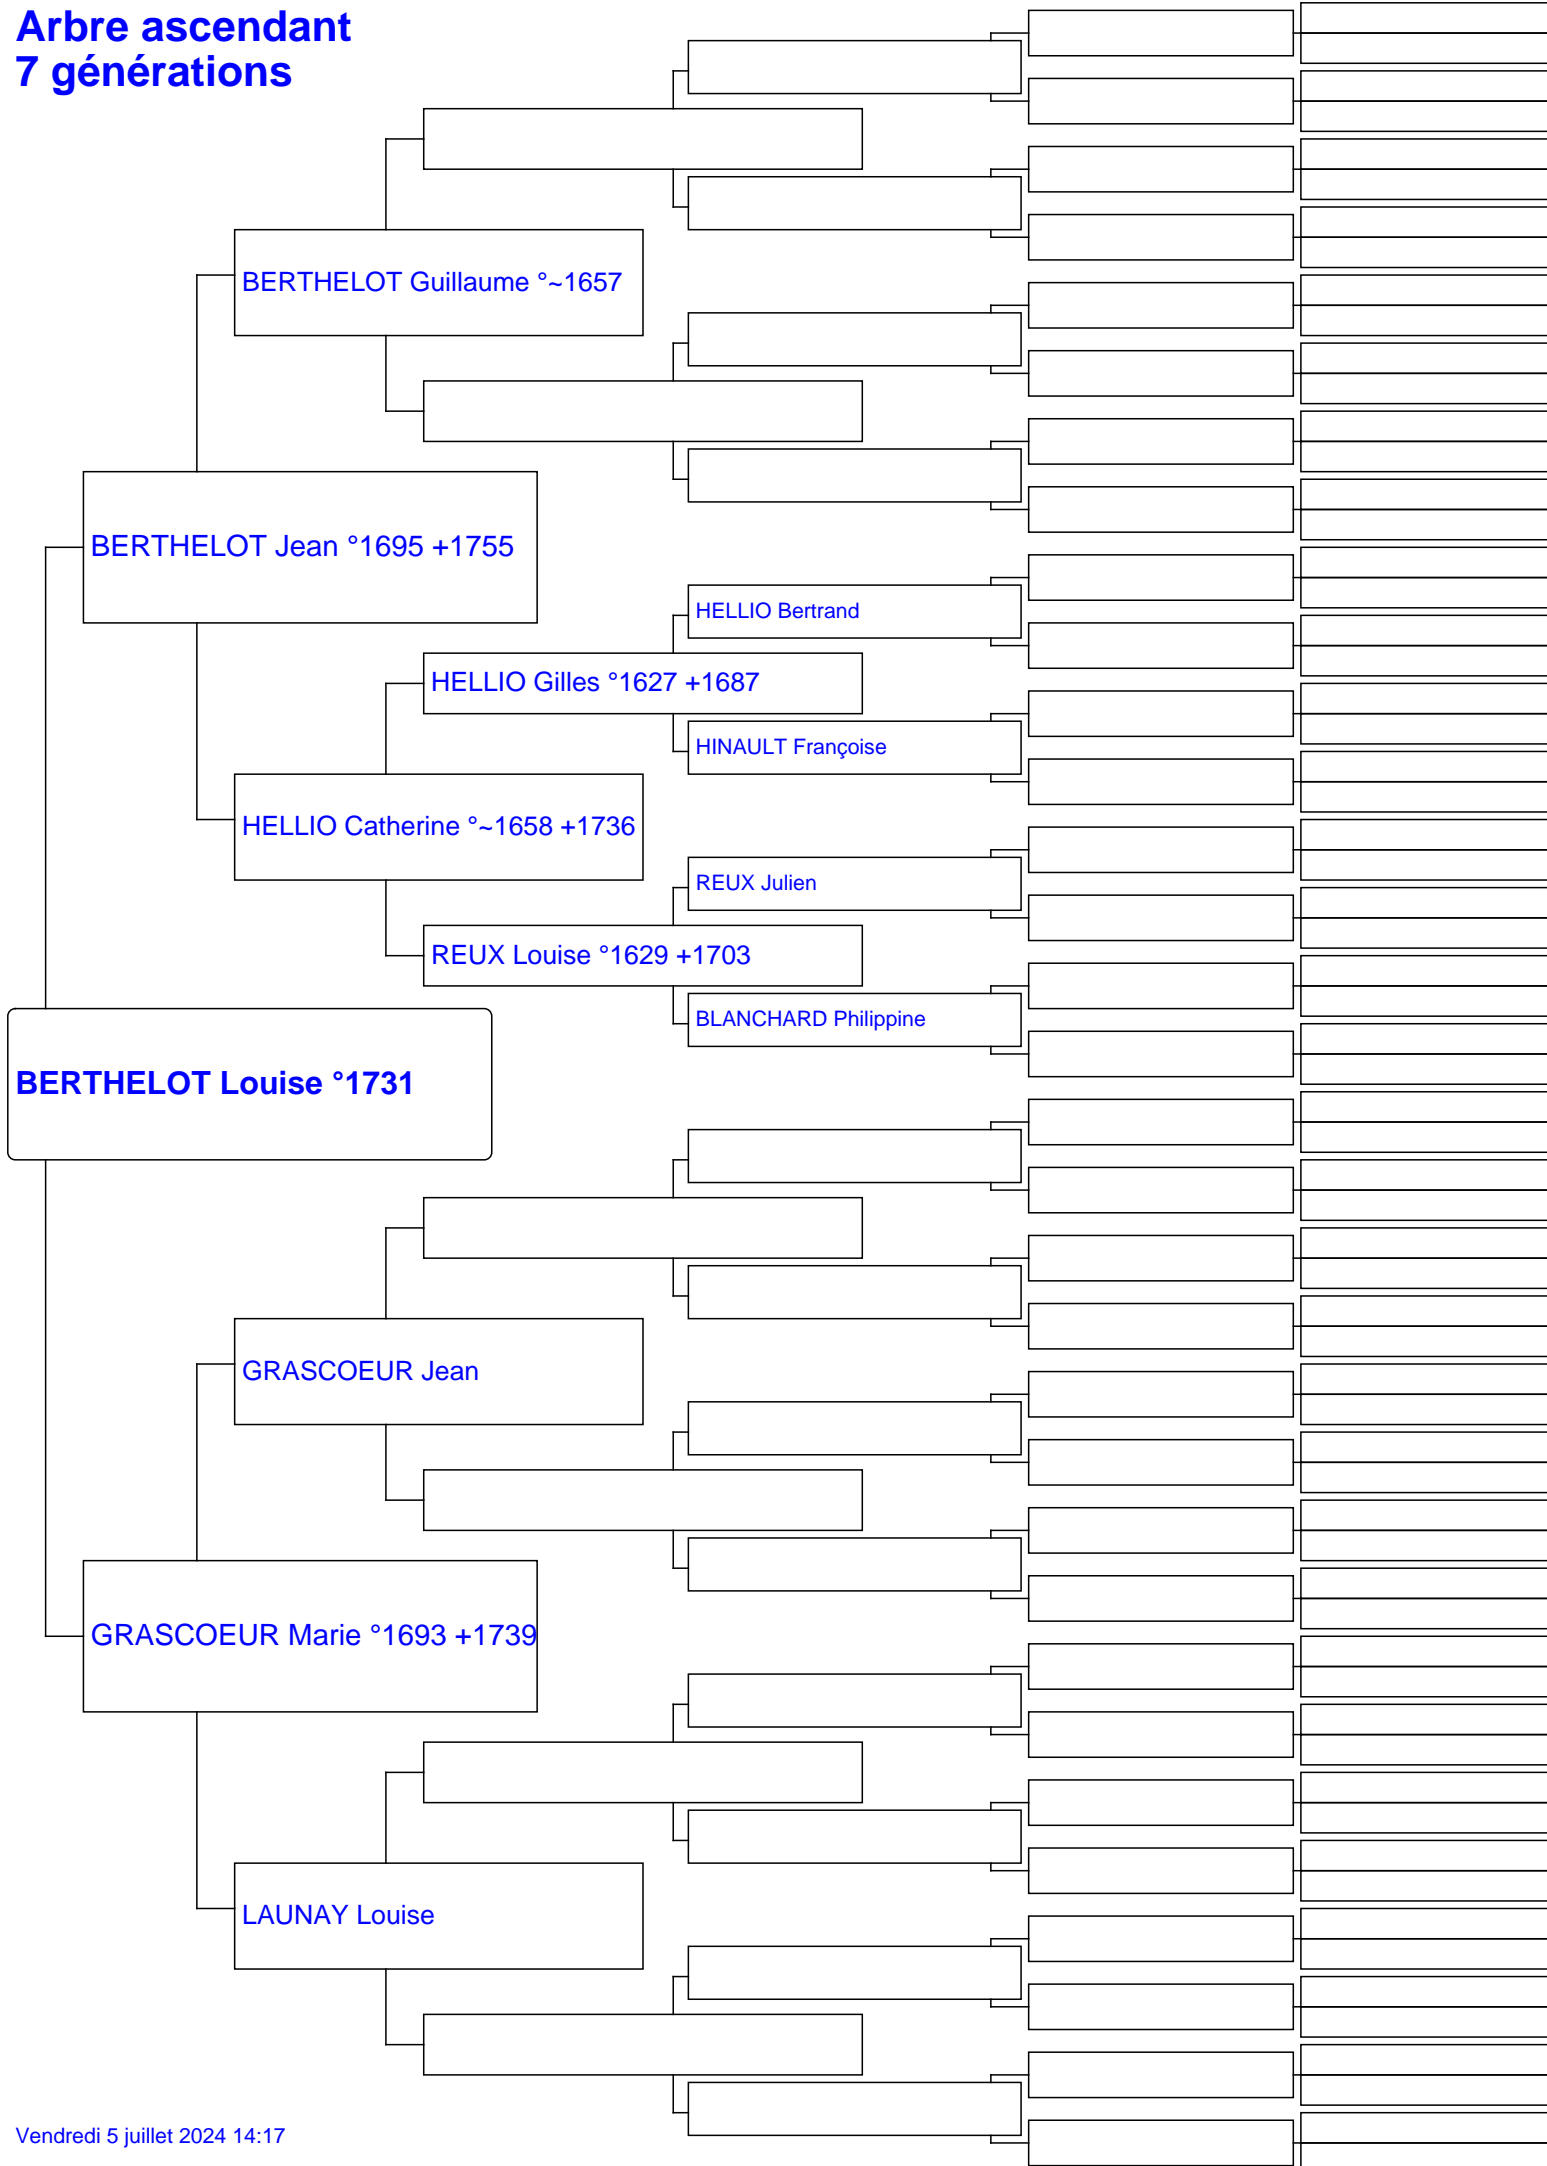 Arbre ascendant
7 générations
BERTHELOT Guillaume °~1657
BERTHELOT Jean °1695 +1755
HELLIO Bertrand
HELLIO Gilles °1627 +1687
HINAULT Françoise
HELLIO Catherine °~1658 +1736
REUX Julien
REUX Louise °1629 +1703
BLANCHARD Philippine
BERTHELOT Louise °1731
GRASCOEUR Jean
GRASCOEUR Marie °1693 +1739
LAUNAY Louise
Vendredi 5 juillet 2024 14:17